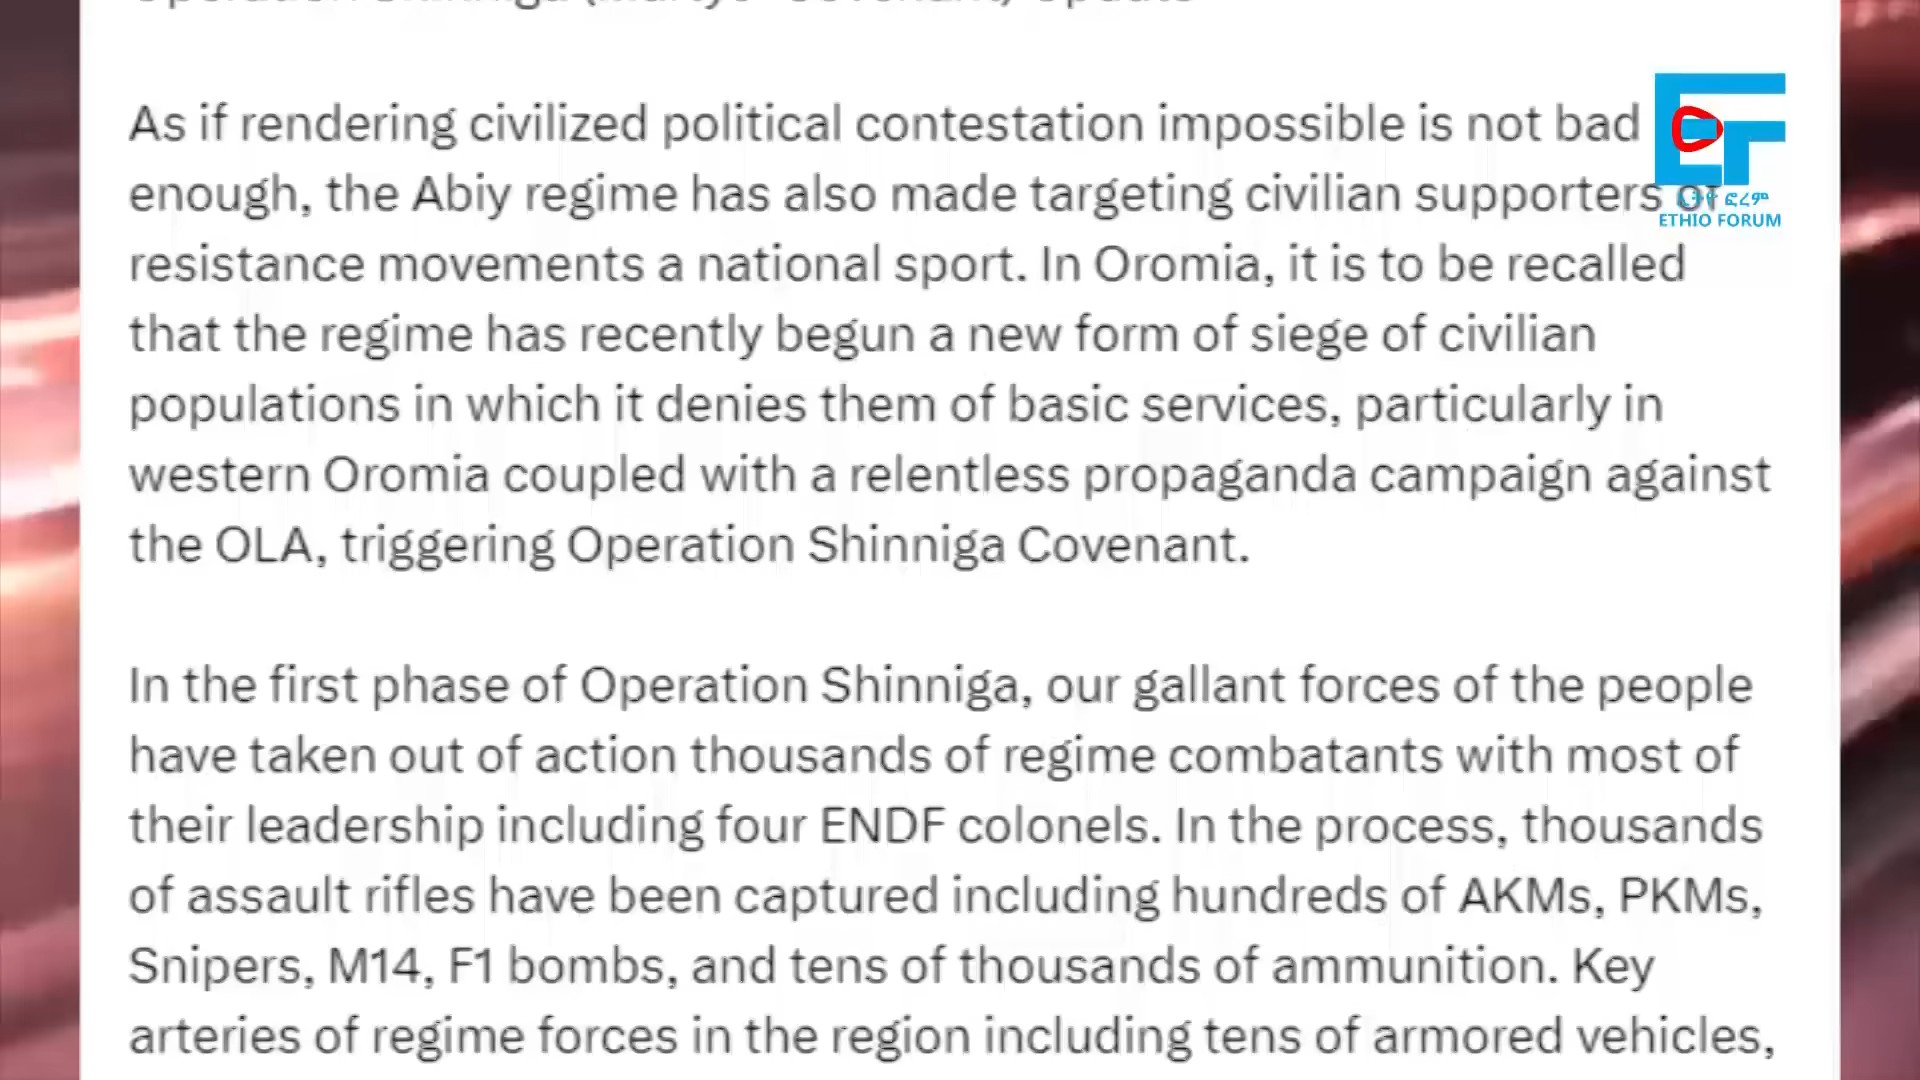 As if rendering civilized political contestation impossible is not bad
enough, the Abiy regime has also made targeting civilian supporters of
resistance movements a national sport. In Oromia, it is to be recalled
that the regime has recently begun a new form of siege of civilian
populations in which it denies them of basic services, particularly in
western Oromia coupled with a relentless propaganda campaign against
the OLA, triggering Operation Shinniga Covenant.
In the first phase of Operation Shinniga, our gallant forces of the people
have taken out of action thousands of regime combatants with most of
their leadership including four ENDF colonels. In the process, thousands
of assault rifles have been captured including hundreds of AKMs, PKMs,
Snipers, M14, F1 bombs, and tens of thousands of ammunition. Key
arteries of regime forces in the region including tens of armored vehicles,
EF
ፎረም
ETHIO FORUM